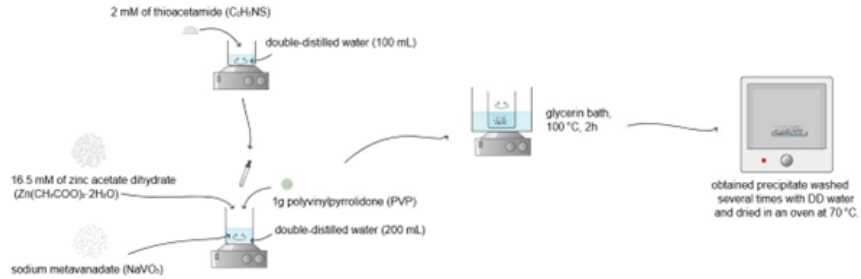 2 mM of thioacetamide (C₂H₅NS)
double-distilled water (100 mL)
16.5 mM of zinc acetate dihydrate
(Zn(CH₃COO)₂·2H₂O)
1g polyvinylpyrrolidone (PVP)
double-distilled water (200 mL)
sodium metavanadate (NaVO₃)
glycerin bath,
100 °C, 2h
obtained precipitate washed
several times with DD water
and dried in an oven at 70 °C.